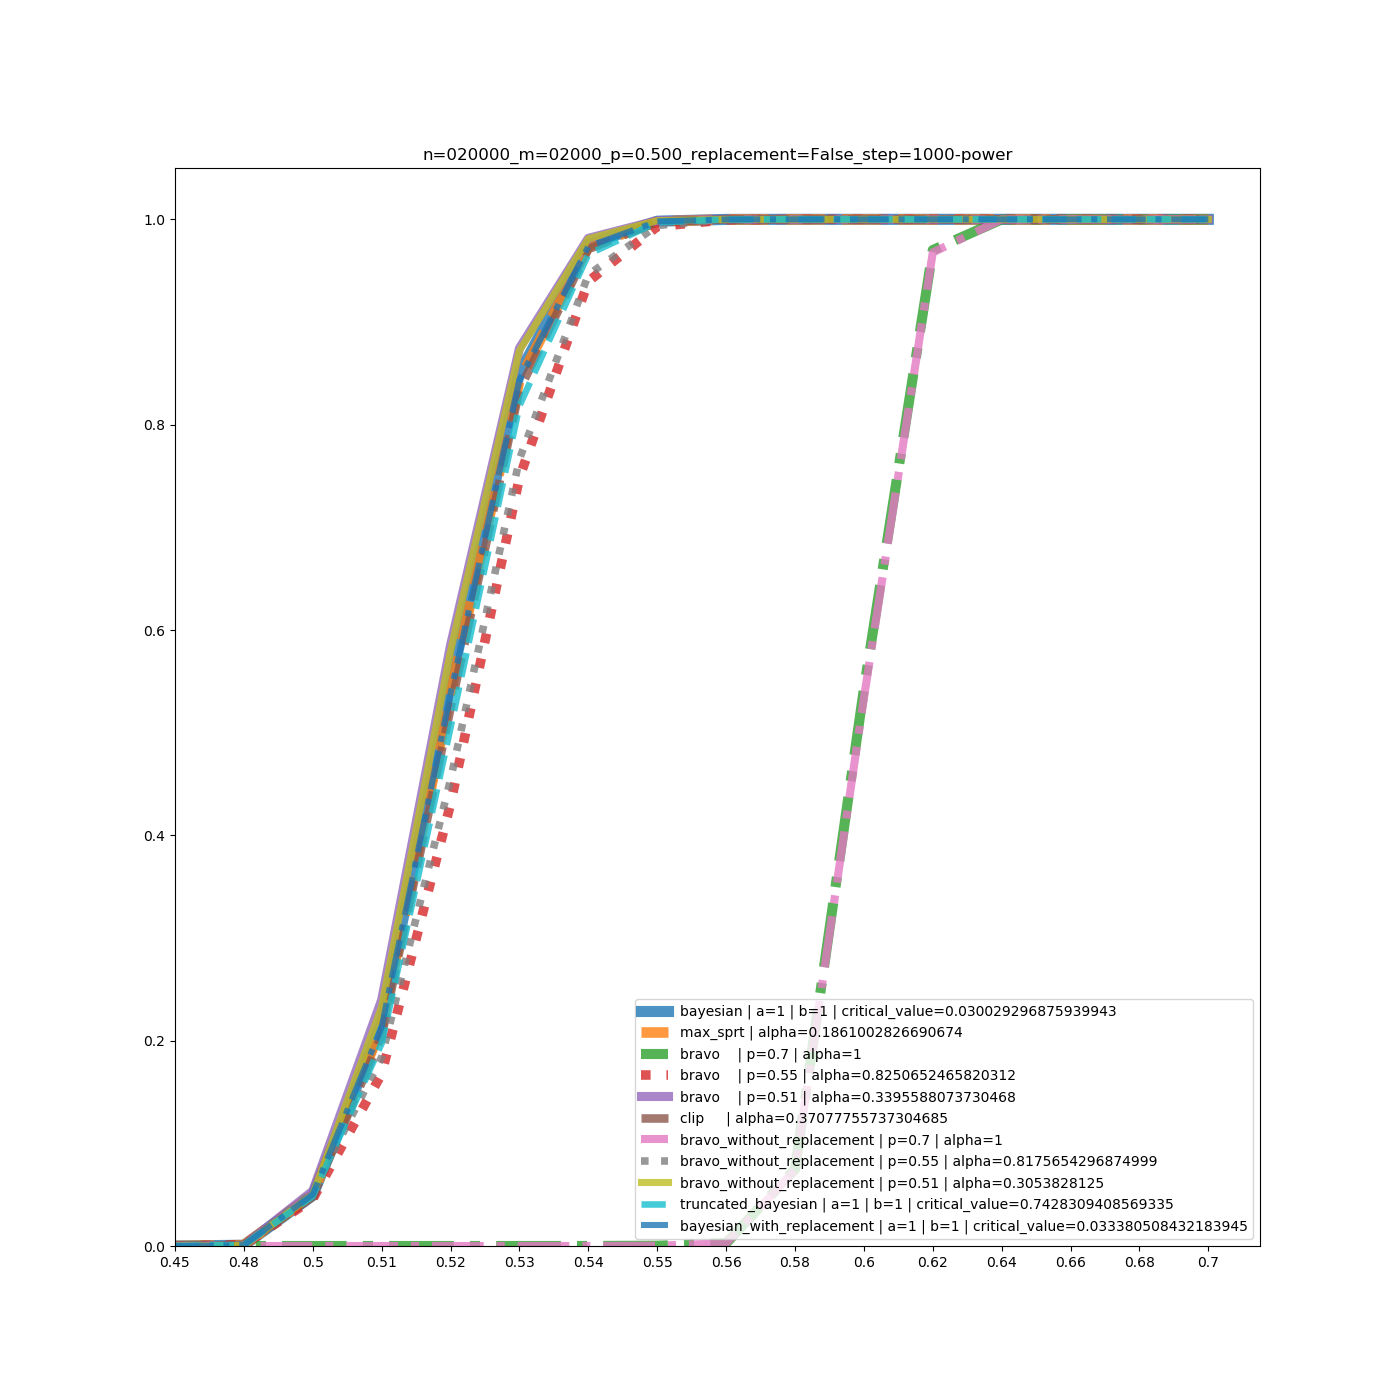 n=020000_m=02000_p=0.500_replacement=False_step=1000-power
1.0
0.8
0.6
0.4
0.2
0.0
bayesian | a=1 | b=1 | critical_value=0.030029296875939943
max_sprt | alpha=0.1861002826690674
bravo | p=0.7 | alpha=1
bravo | p=0.55 | alpha=0.8250652465820312
bravo | p=0.51 | alpha=0.3395588073730468
clip | alpha=0.37077755737304685
bravo_without_replacement | p=0.7 | alpha=1
bravo_without_replacement | p=0.55 | alpha=0.8175654296874999
bravo_without_replacement | p=0.51 | alpha=0.3053828125
truncated_bayesian | a=1 | b=1 | critical_value=0.7428309408569335
bayesian_with_replacement | a=1 | b=1 | critical_value=0.033380508432183945
0.45 0.48 0.5 0.51 0.52 0.53 0.54 0.55 0.56 0.58 0.6 0.62 0.64 0.66 0.68 0.7